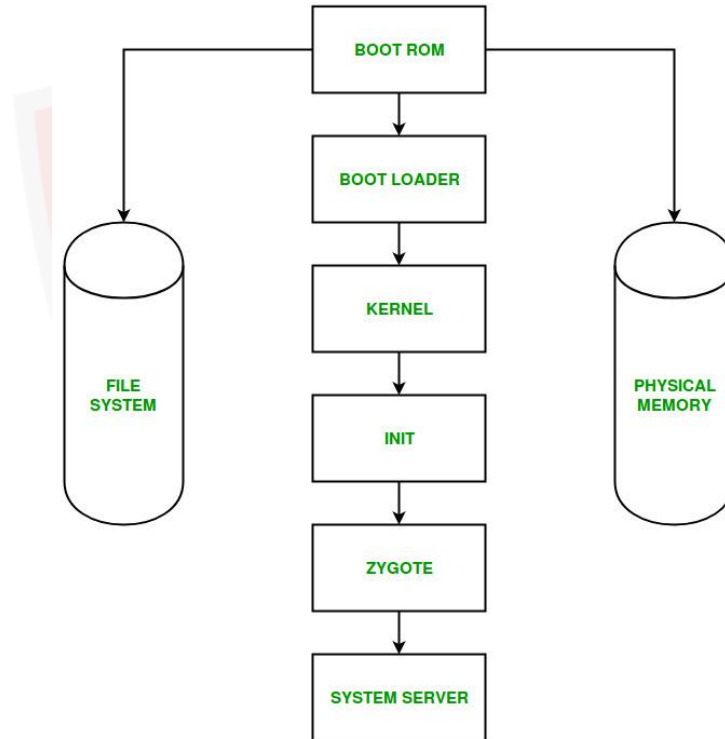 BOOT ROM
BOOT LOADER
KERNEL
FILE
SYSTEM
PHYSICAL
MEMORY
INIT
ZYGOTE
SYSTEM SERVER